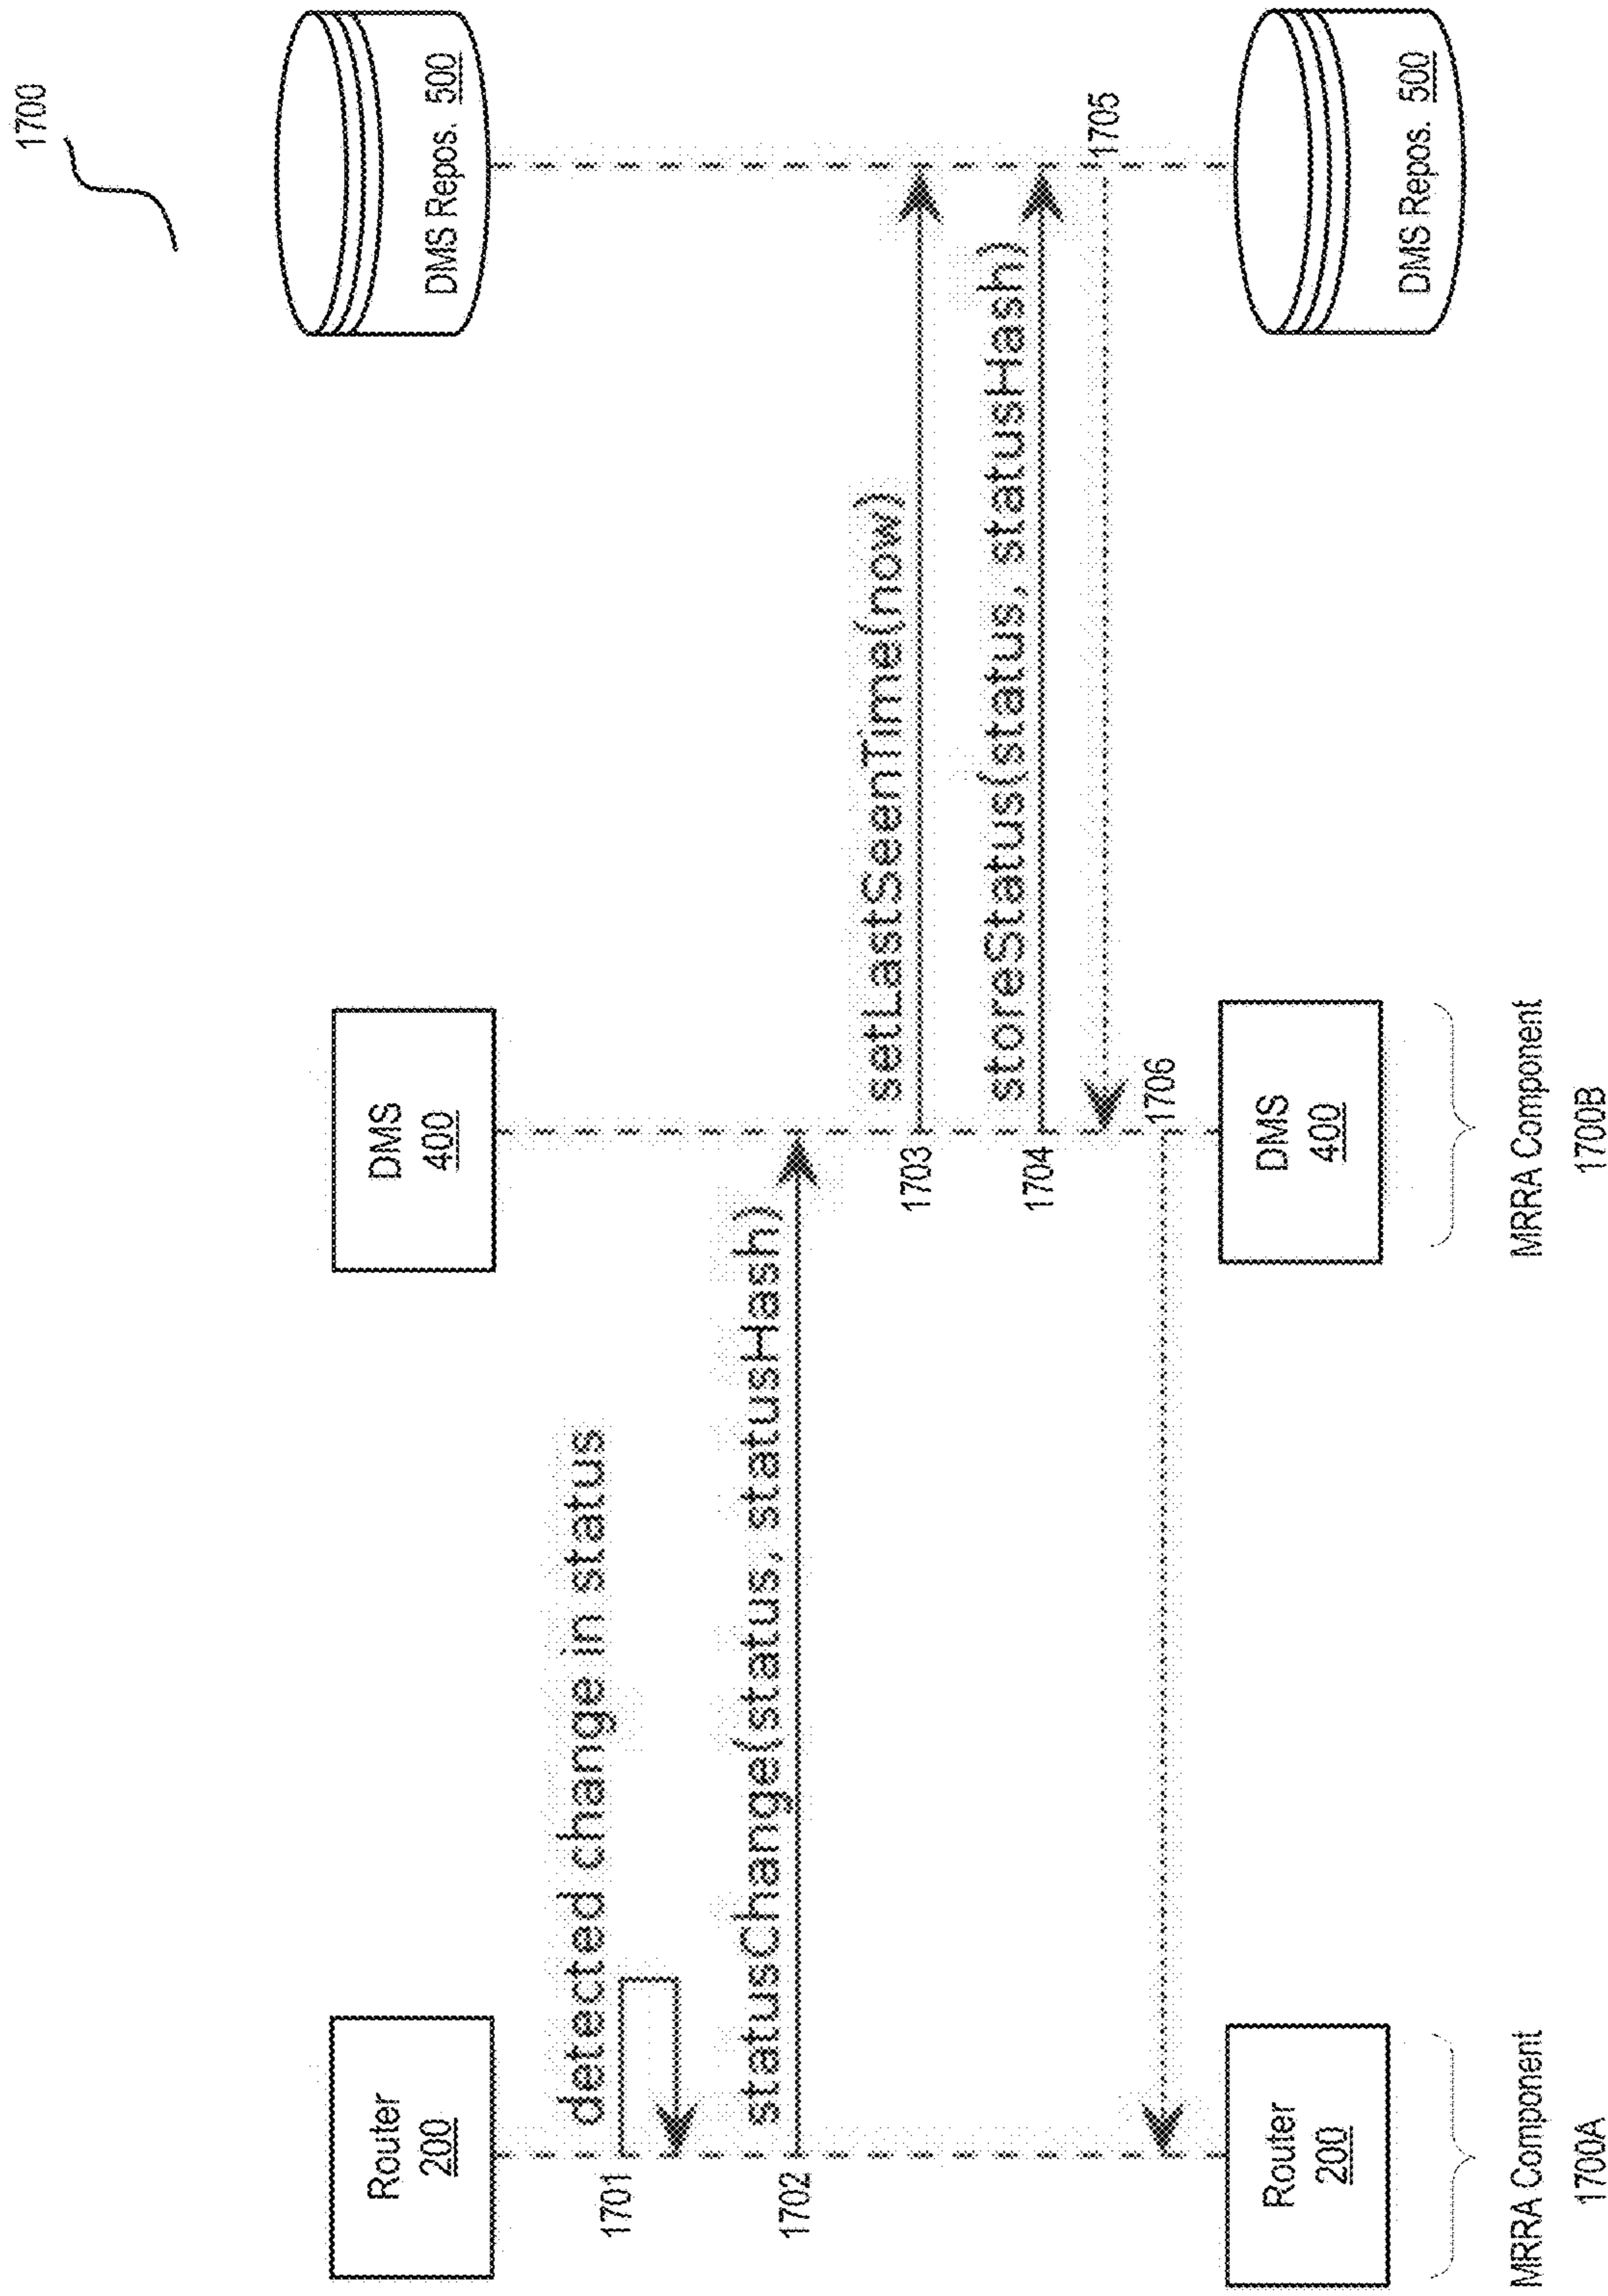 1700
Router
200
DMS
400
DMS Repos. 500
detected change in status
1701
statusChange(status, statusHash)
1702
setLastSeenTime(now)
1703
storeStatus(status, statusHash)
1704
1705
1706
Router
200
DMS
400
DMS Repos. 500
MRRA Component
1700A
MRRA Component
1700B